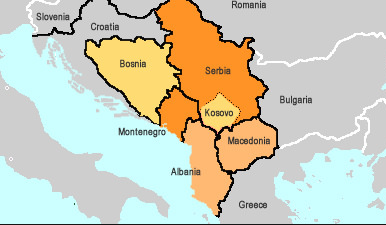 Romania
Slovenia
Croatia
Bosnia
Serbia
Bulgaria
Kosovo
Montenegro
Macedonia
Albania
Greece